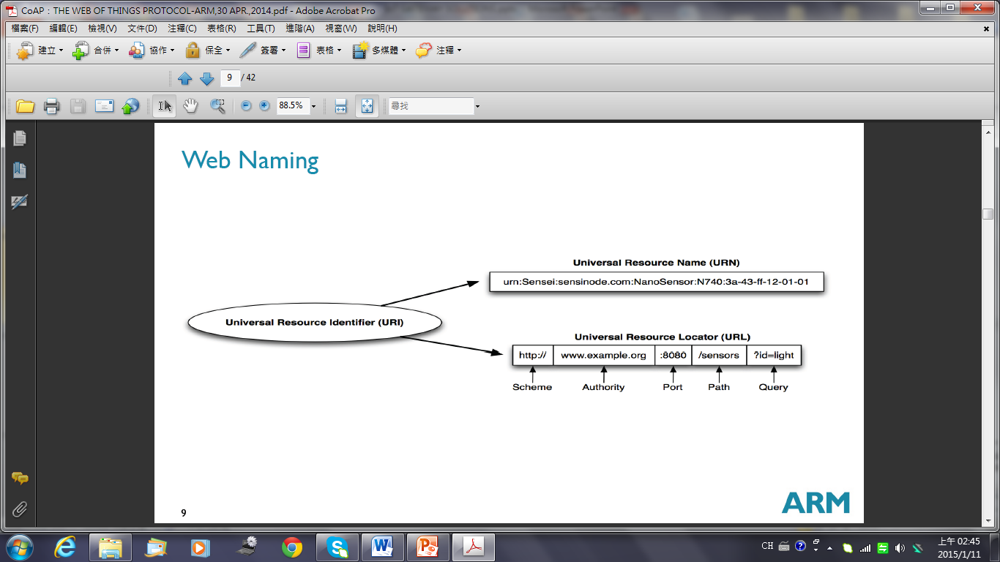 CoAP：THE WEB OF THINGS PROTOCOL-ARM,30 APR.,2014.pdf - Adobe Acrobat Pro
檔案(F) 編輯(E) 檢視(V) 文件(D) 注釋(C) 表格(R) 工具(T) 進階(A) 視窗(W) 說明(H)
建立 合併 協作 保全 簽署 表格 多媒體 注釋
9 / 42
88.5% 尋找
Web Naming
Universal Resource Name (URN)
urn:Sensei:sensinode.com:NanoSensor:N740:3a-43-ff-12-01-01
Universal Resource Identifier (URI)
Universal Resource Locator (URL)
http:// www.example.org :8080 /sensors ?id=light
Scheme Authority Port Path Query
9
ARM
CH
上午 02:45
2015/1/11